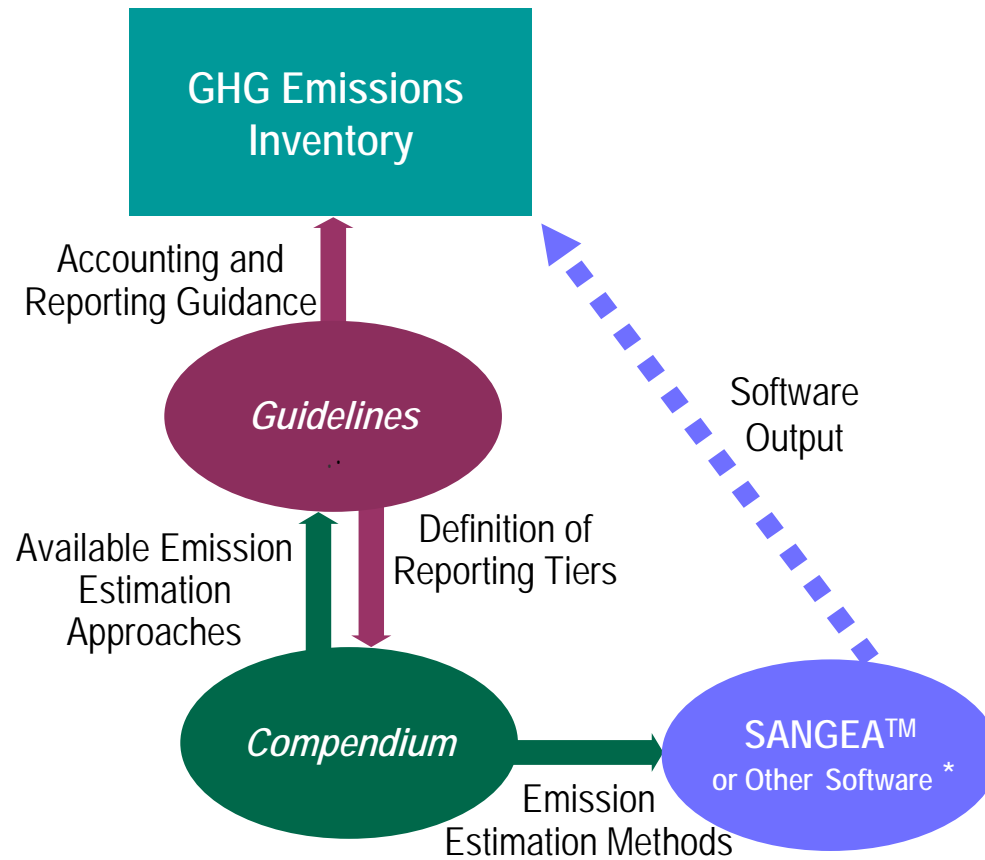 GHG Emissions
Inventory
Accounting and
Reporting Guidance
Guidelines
Software
Output
Available Emission
Estimation
Approaches
Definition of
Reporting Tiers
Compendium
SANGEA™
or Other Software *
Emission
Estimation Methods